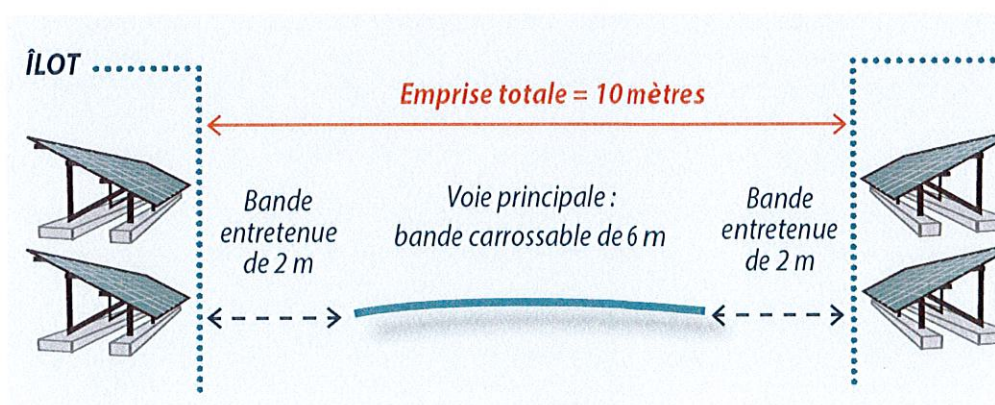 ÎLOT
Emprise totale = 10 mètres
Bande
entretenue
de 2 m
Voie principale :
bande carrossable de 6 m
Bande
entretenue
de 2 m